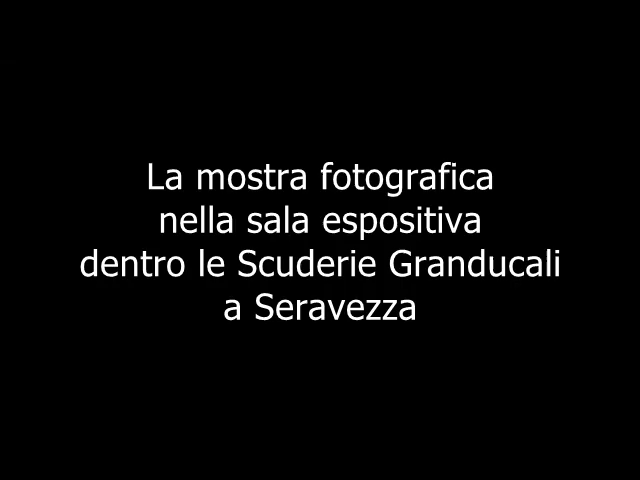 La mostra fotografica
nella sala espositiva
dentro le Scuderie Granducali
a Seravezza